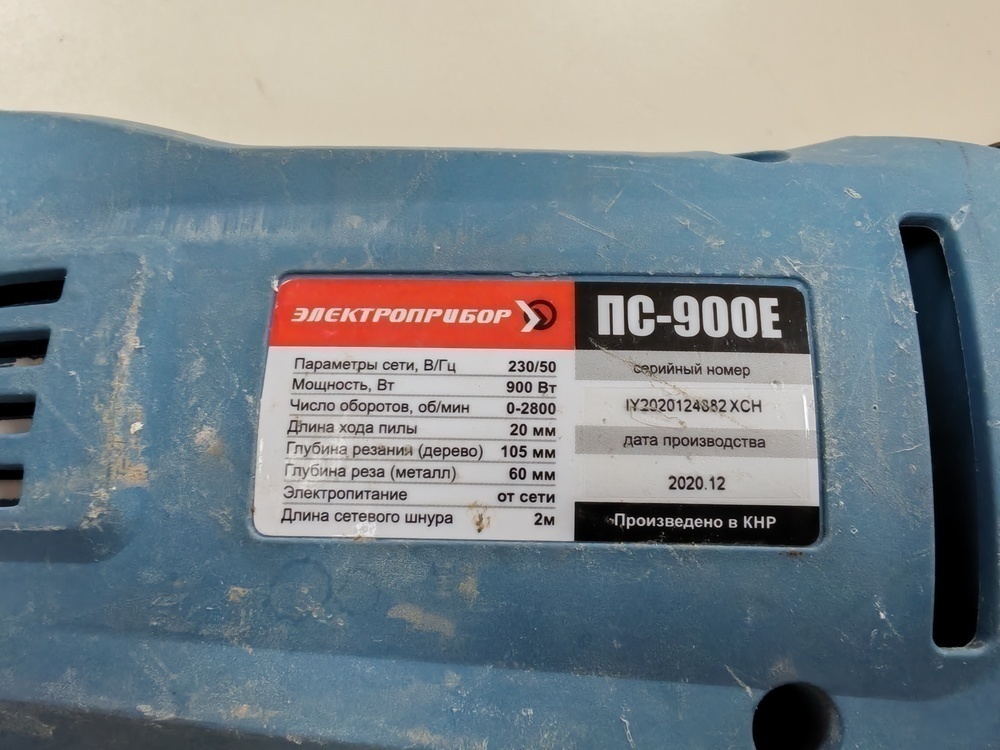 ЭЛЕКТРОПРИБОР
ПС-900Е
Параметры сети, В/Гц 230/50
Мощность, Вт 900 Вт
Число оборотов, об/мин 0-2800
Длина хода пилы 20 мм
Глубина резания (дерево) 105 мм
Глубина реза (металл) 60 мм
Электропитание от сети
Длина сетевого шнура 2м
серийный номер
IY2020124882 XCH
дата производства
2020.12
Произведено в КНР